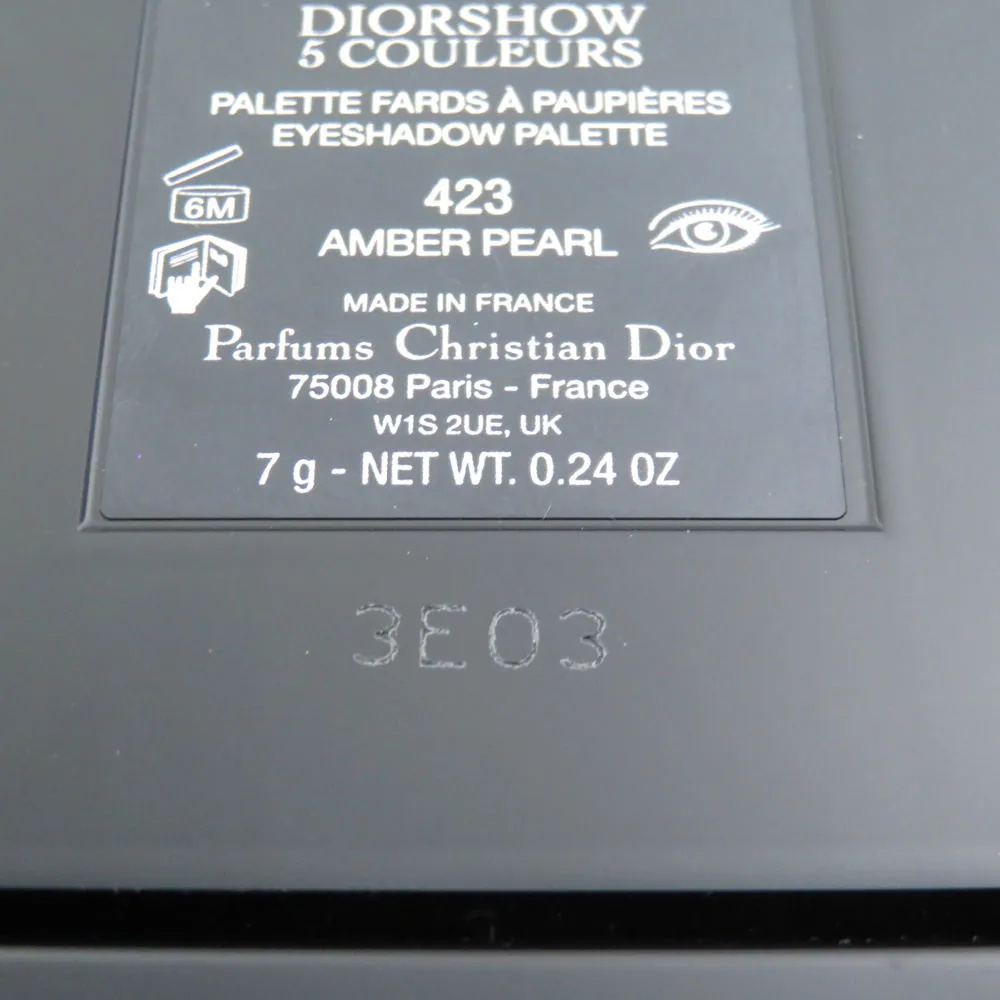 DIORSHOW
5 COULEURS
PALETTE FARDS À PAUPIÈRES
EYESHADOW PALETTE
6M
423
AMBER PEARL
MADE IN FRANCE
Parfums Christian Dior
75008 Paris - France
W1S 2UE, UK
7 g - NET WT. 0.24 OZ
3E03